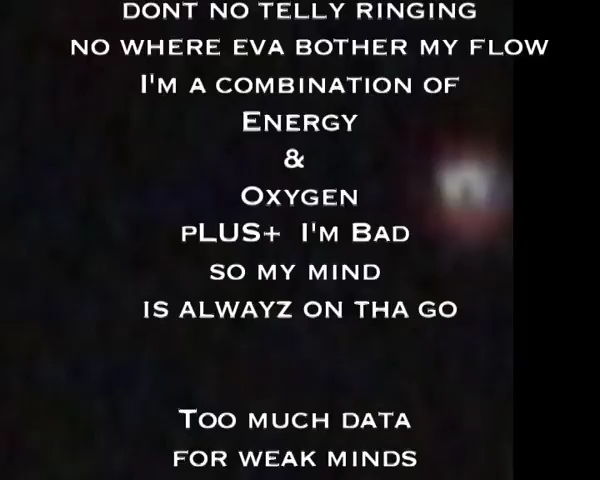 DONT NO TELLY RINGING
NO WHERE EVA BOTHER MY FLOW
I'M A COMBINATION OF
ENERGY
&
OXYGEN
PLUS+ I'M BAD
SO MY MIND
IS ALWAYZ ON THA GO
TOO MUCH DATA
FOR WEAK MINDS